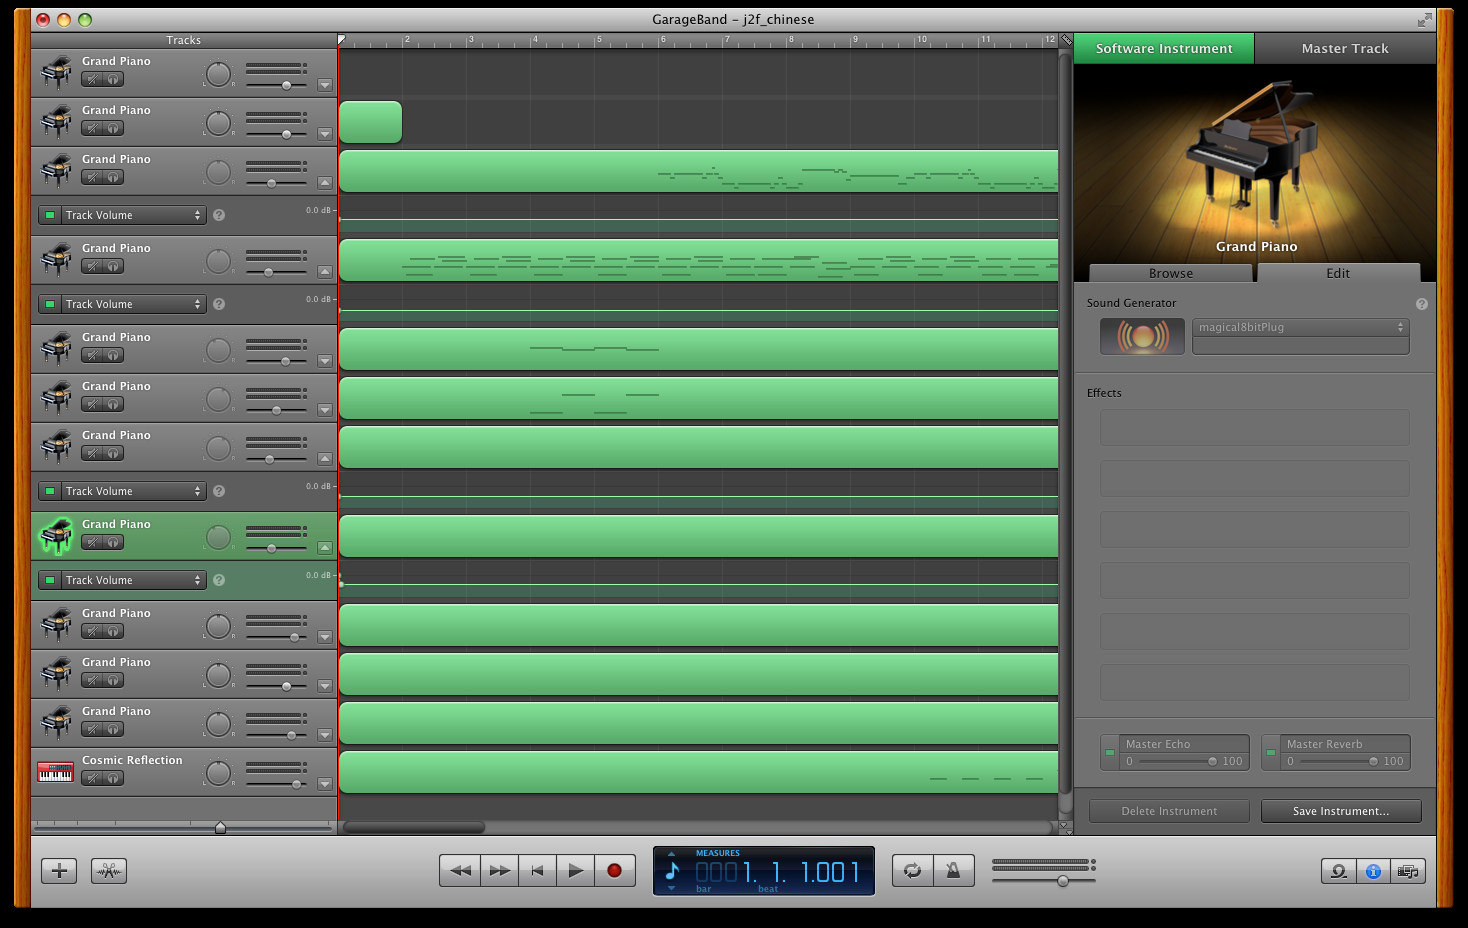 GarageBand – j2f_chinese
Tracks
2 3 4 5 6 7 8 9 10 11 12
Grand Piano
L R
Grand Piano
L R
Grand Piano
L R
Track Volume ? 0.0 dB
Grand Piano
L R
Track Volume ? 0.0 dB
Grand Piano
L R
Grand Piano
L R
Grand Piano
L R
Track Volume ? 0.0 dB
Grand Piano
L R
Track Volume ? 0.0 dB
Grand Piano
L R
Grand Piano
L R
Grand Piano
L R
Cosmic Reflection
L R
Software Instrument Master Track
Grand Piano
Browse Edit
Sound Generator ?
magical8bitPlug
Effects
Master Echo
0 100
Master Reverb
0 100
Delete Instrument Save Instrument...
MEASURES
0001. 1. 1.001
bar beat